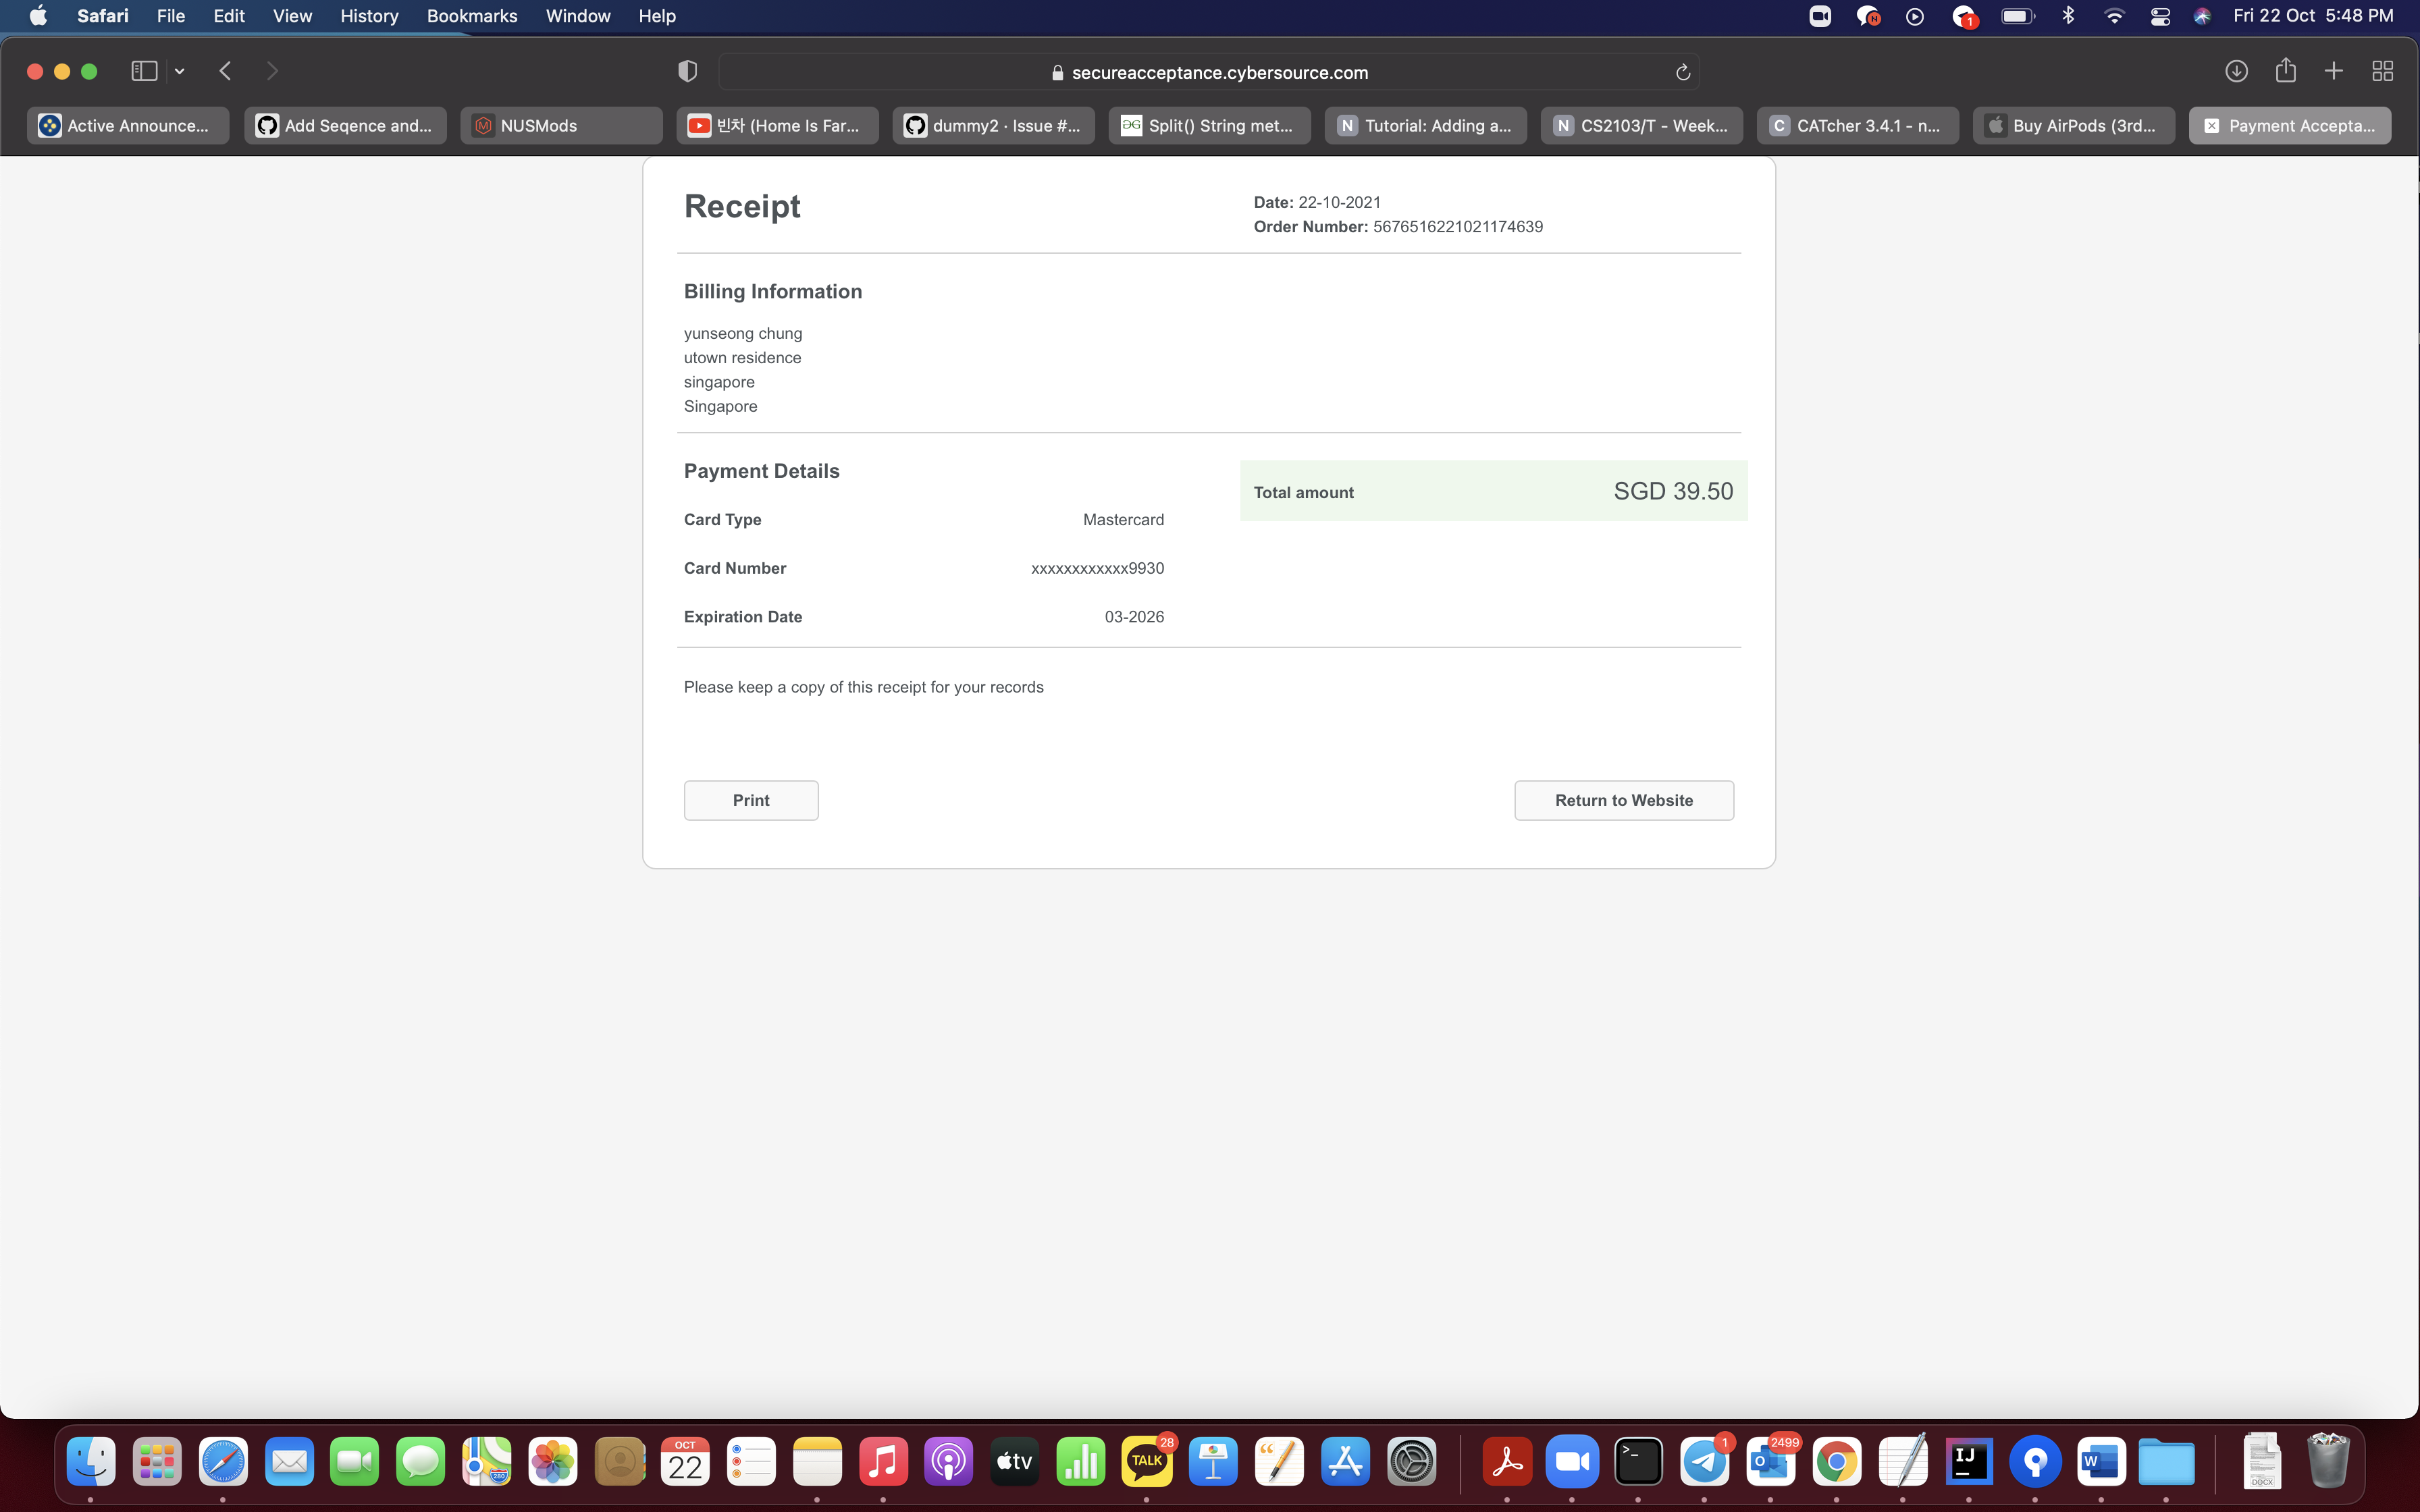 Safari File Edit View History Bookmarks Window Help
N 1 Fri 22 Oct 5:48 PM
secureacceptance.cybersource.com
Active Announce... Add Seqence and... M NUSMods 빈차 (Home Is Far... dummy2 · Issue #... Split() String met... N Tutorial: Adding a... N CS2103/T - Week... C CATcher 3.4.1 - n... Buy AirPods (3rd... Payment Accepta...
Receipt
Date: 22-10-2021
Order Number: 5676516221021174639
Billing Information
yunseong chung
utown residence
singapore
Singapore
Payment Details
Total amount SGD 39.50
Card Type Mastercard
Card Number xxxxxxxxxxxx9930
Expiration Date 03-2026
Please keep a copy of this receipt for your records
Print
Return to Website
OCT
22
280
tv
TALK
28
>_
1
O
2499
IJ
W
DOCX